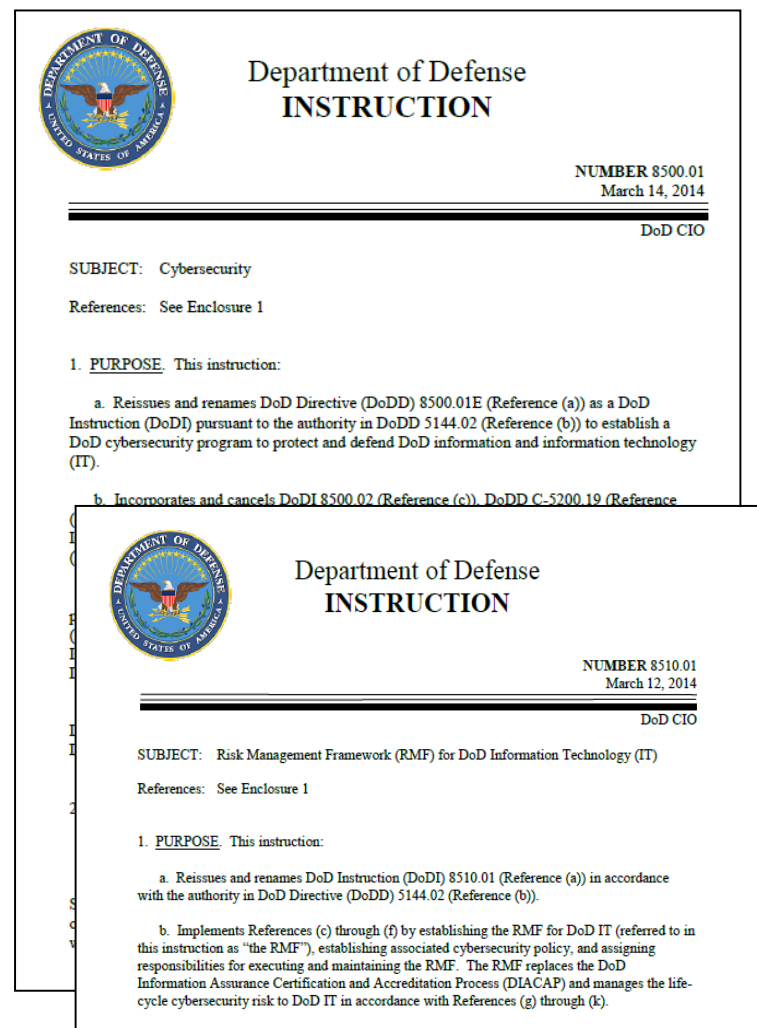 DEPARTMENT OF DEFENSE
UNITED STATES OF AMERICA
Department of Defense
INSTRUCTION
NUMBER 8500.01
March 14, 2014
DoD CIO
SUBJECT: Cybersecurity
References: See Enclosure 1
1. PURPOSE. This instruction:
a. Reissues and renames DoD Directive (DoDD) 8500.01E (Reference (a)) as a DoD
Instruction (DoDI) pursuant to the authority in DoDD 5144.02 (Reference (b)) to establish a
DoD cybersecurity program to protect and defend DoD information and information technology
(IT).
b. Incorporates and cancels DoDI 8500.02 (Reference (c)), DoDD C-5200.19 (Reference
DEPARTMENT OF DEFENSE
UNITED STATES OF AMERICA
Department of Defense
INSTRUCTION
NUMBER 8510.01
March 12, 2014
DoD CIO
SUBJECT: Risk Management Framework (RMF) for DoD Information Technology (IT)
References: See Enclosure 1
1. PURPOSE. This instruction:
a. Reissues and renames DoD Instruction (DoDI) 8510.01 (Reference (a)) in accordance
with the authority in DoD Directive (DoDD) 5144.02 (Reference (b)).
b. Implements References (c) through (f) by establishing the RMF for DoD IT (referred to in
this instruction as “the RMF”), establishing associated cybersecurity policy, and assigning
responsibilities for executing and maintaining the RMF. The RMF replaces the DoD
Information Assurance Certification and Accreditation Process (DIACAP) and manages the life-
cycle cybersecurity risk to DoD IT in accordance with References (g) through (k).